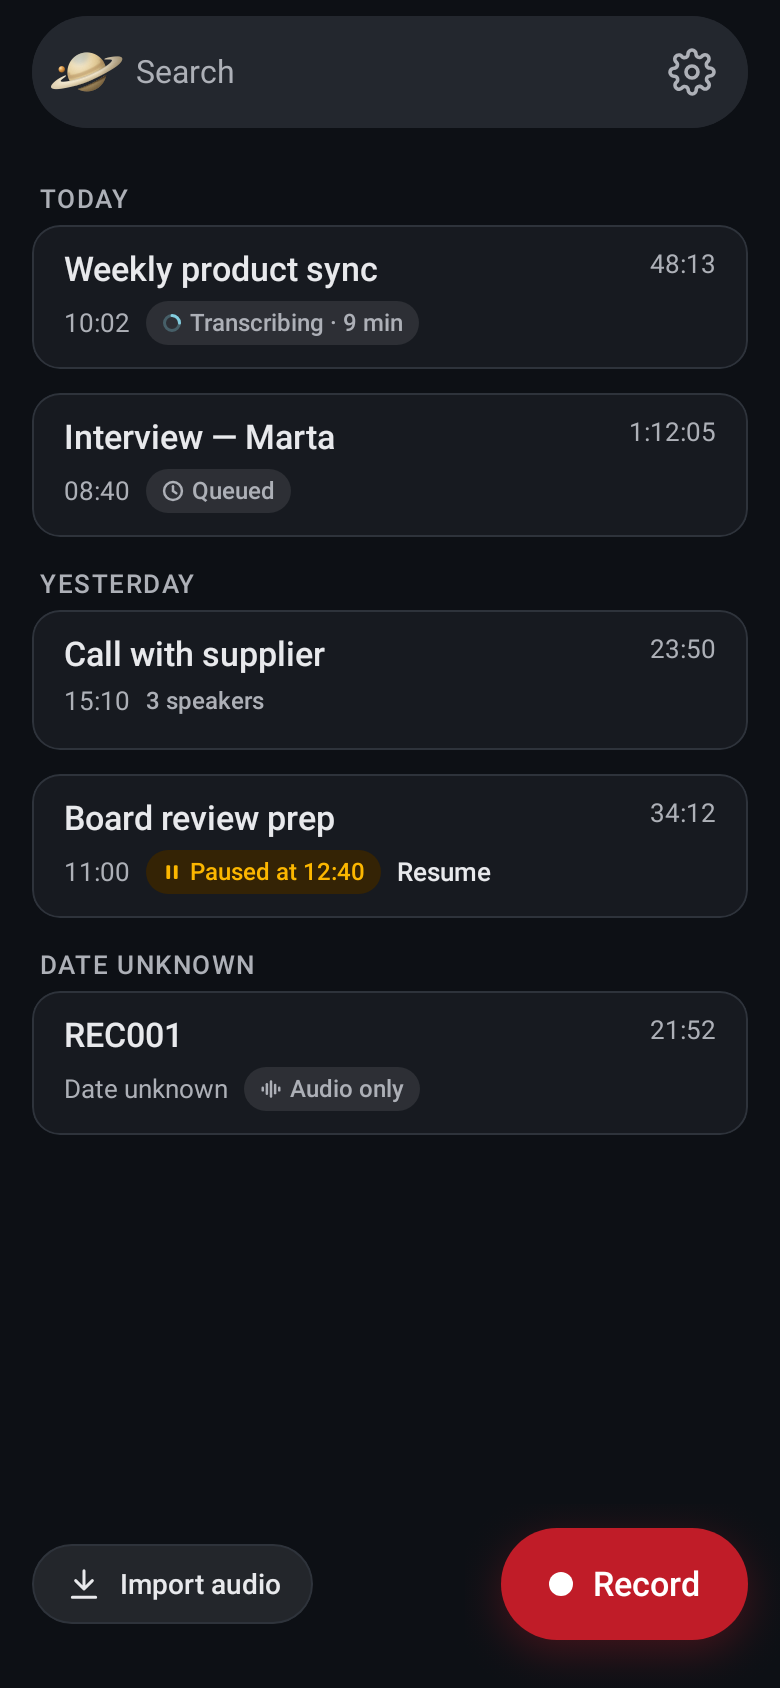 Search
TODAY
Weekly product sync 48:13
10:02 Transcribing · 9 min
Interview — Marta 1:12:05
08:40 Queued
YESTERDAY
Call with supplier 23:50
15:10 3 speakers
Board review prep 34:12
11:00 Paused at 12:40 Resume
DATE UNKNOWN
REC001 21:52
Date unknown Audio only
Import audio Record